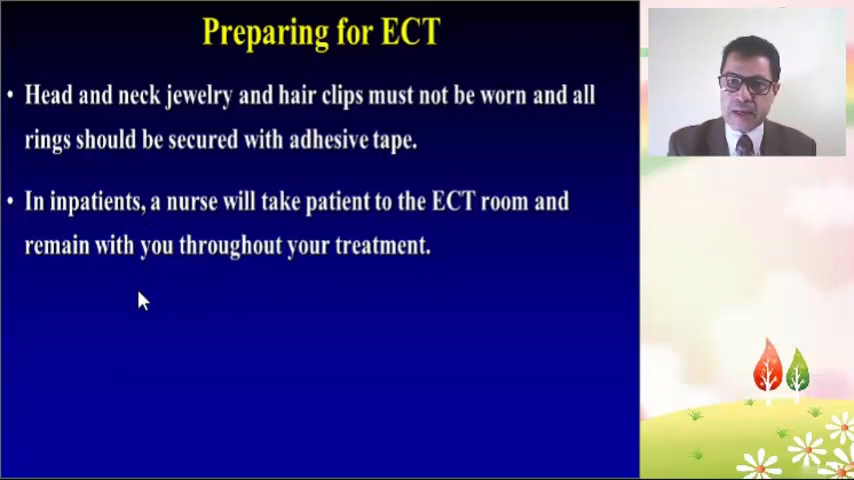 Preparing for ECT
• Head and neck jewelry and hair clips must not be worn and all
rings should be secured with adhesive tape.
• In inpatients, a nurse will take patient to the ECT room and
remain with you throughout your treatment.